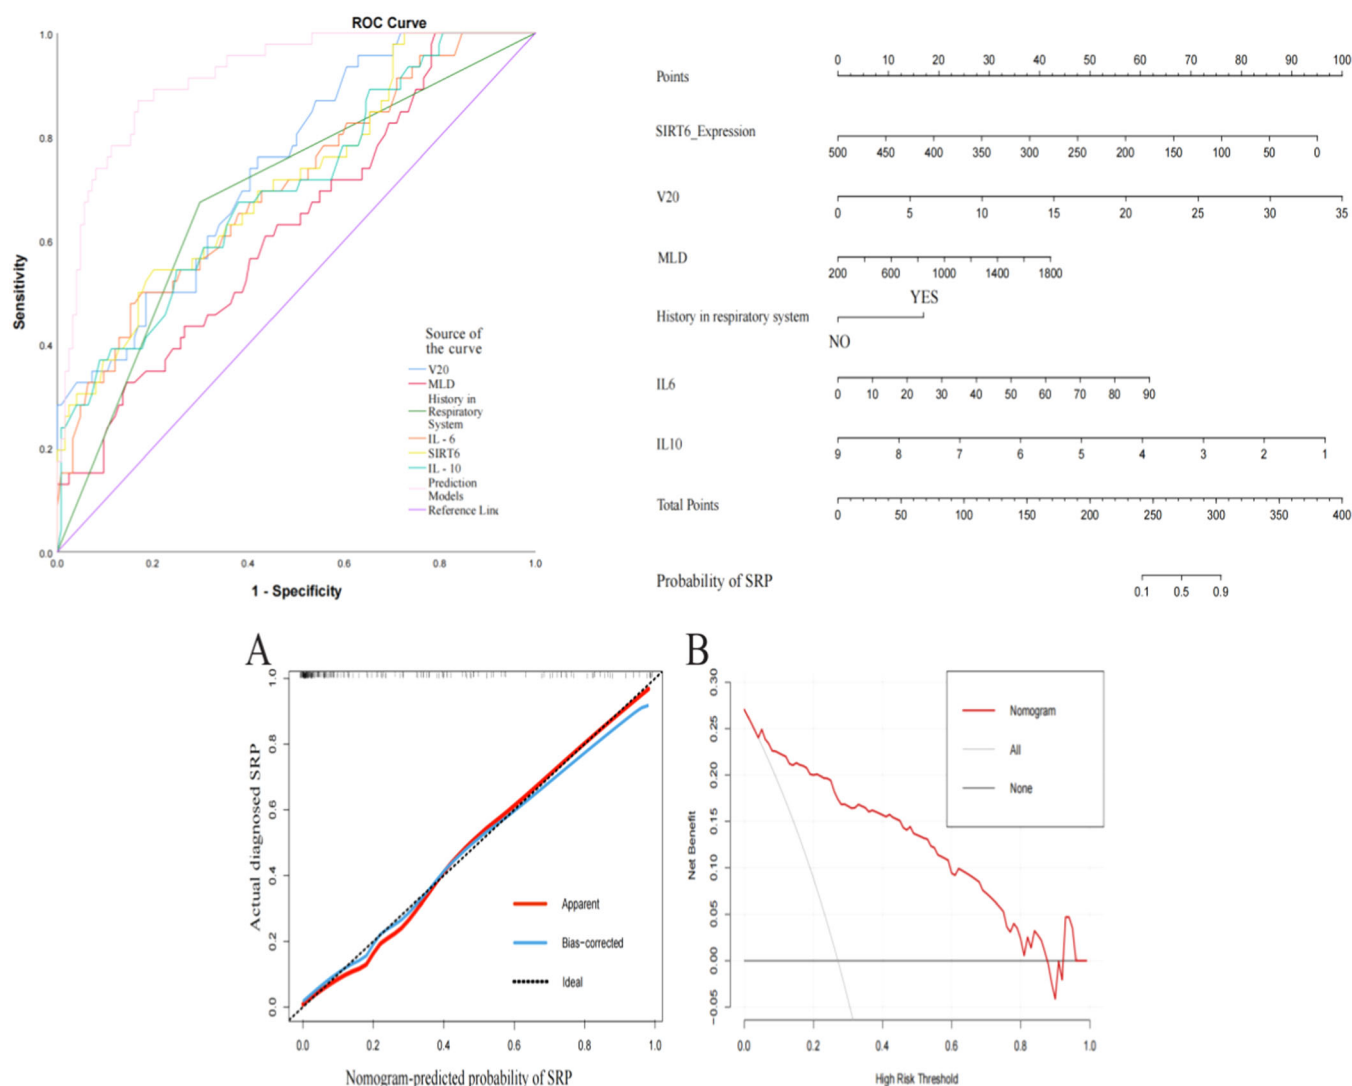 ROC Curve
1.0
0.8
0.6
0.4
0.2
0.0
Sensitivity
0.0 0.2 0.4 0.6 0.8 1.0
1 - Specificity
Source of
the curve
V20
MLD
History in
Respiratory
System
IL - 6
SIRT6
IL - 10
Prediction
Models
Reference Line
Points
0 10 20 30 40 50 60 70 80 90 100
SIRT6_Expression
500 450 400 350 300 250 200 150 100 50 0
V20
0 5 10 15 20 25 30 35
MLD
200 600 1000 1400 1800
YES
History in respiratory system
NO
IL6
0 10 20 30 40 50 60 70 80 90
IL10
9 8 7 6 5 4 3 2 1
Total Points
0 50 100 150 200 250 300 350 400
Probability of SRP
0.1 0.5 0.9
A
1.0
0.8
0.6
0.4
0.2
0.0
Actual diagnosed SRP
Apparent
Bias-corrected
Ideal
0.0 0.2 0.4 0.6 0.8 1.0
Nomogram-predicted probability of SRP
B
0.30
0.25
0.20
0.15
0.10
0.05
0.00
-0.05
Net Benefit
Nomogram
All
None
0.0 0.2 0.4 0.6 0.8 1.0
High Risk Threshold